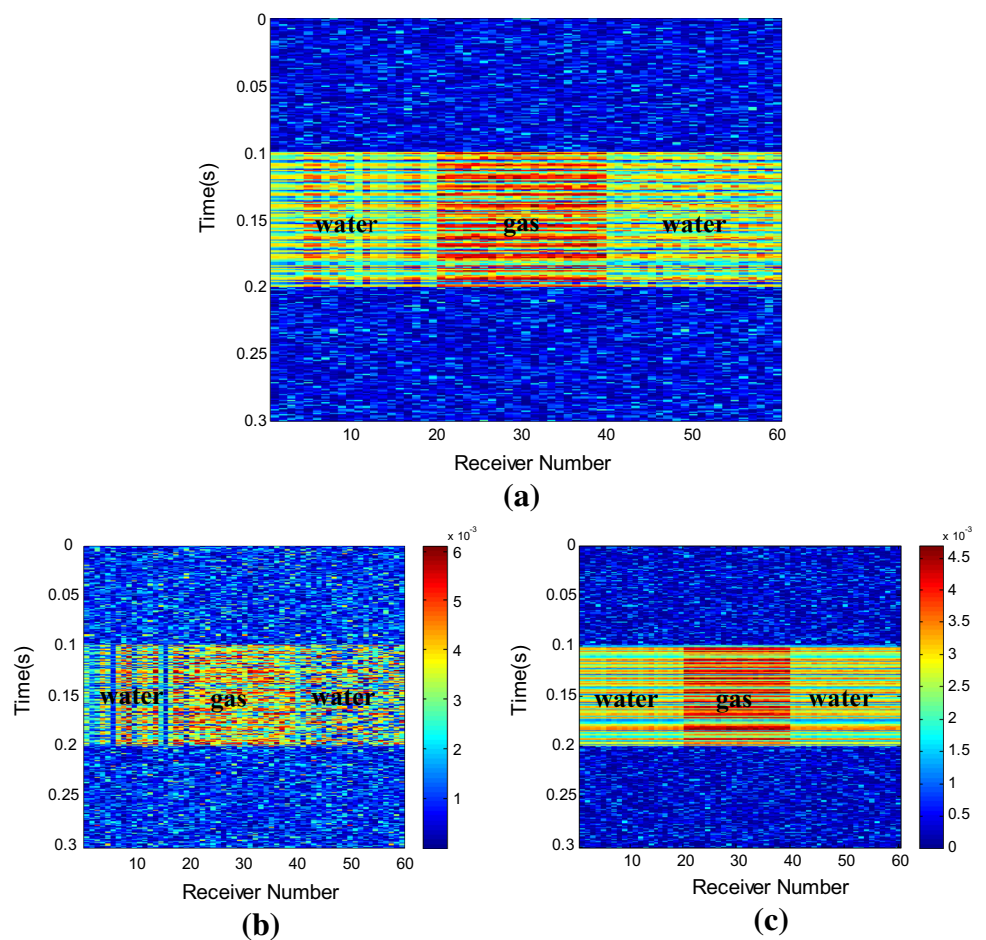 0
0.05
0.1
0.15
0.2
0.25
0.3
Time(s)
water
gas
water
10
20
30
40
50
60
Receiver Number
(a)
0
0.05
0.1
0.15
0.2
0.25
0.3
Time(s)
water
gas
water
10
20
30
40
50
60
Receiver Number
x 10⁻³
6
5
4
3
2
1
(b)
0
0.05
0.1
0.15
0.2
0.25
0.3
Time(s)
water
gas
water
10
20
30
40
50
60
Receiver Number
x 10⁻³
4.5
4
3.5
3
2.5
2
1.5
1
0.5
0
(c)